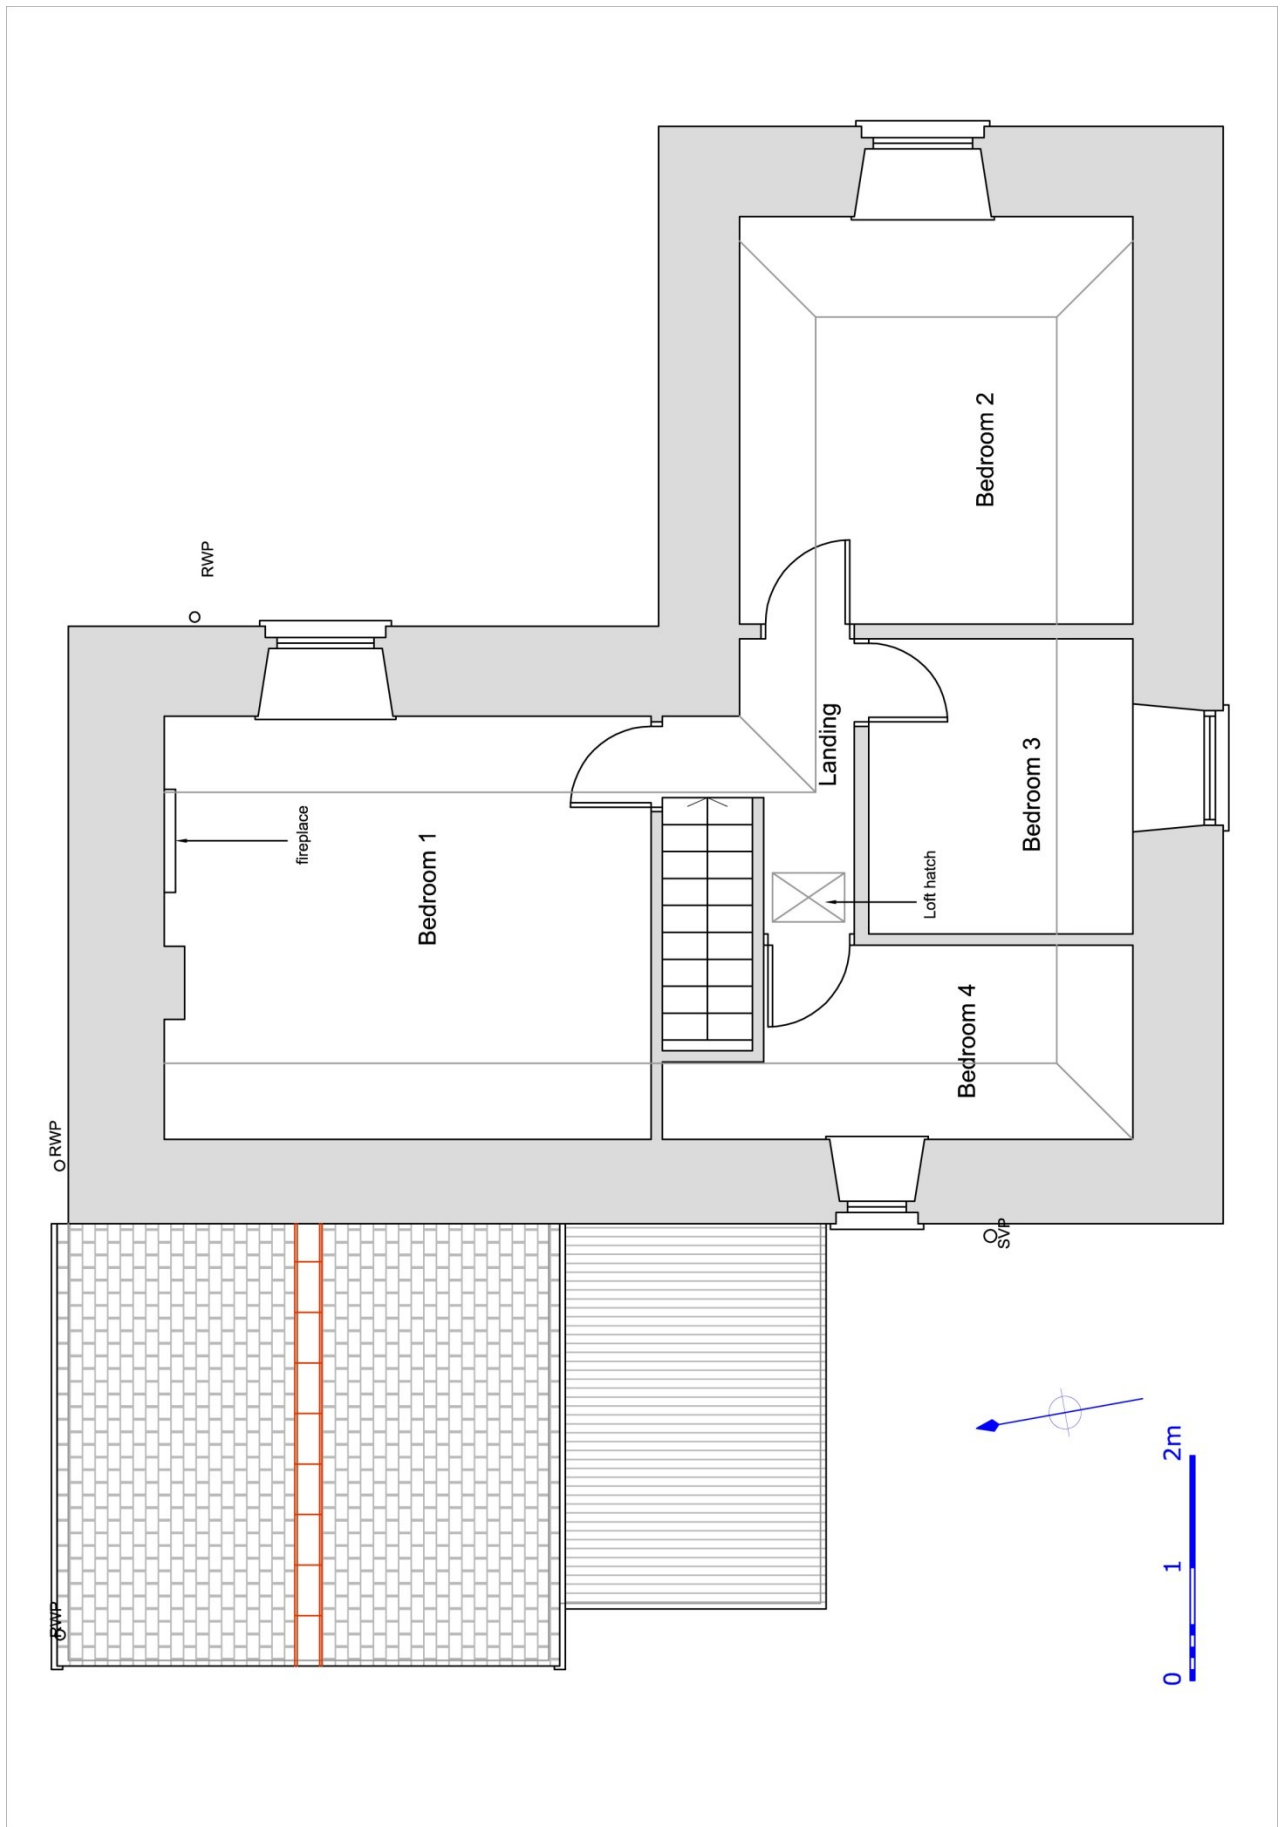 RWP
RWP
RWP
SVP
fireplace
Bedroom 1
Bedroom 2
Landing
Bedroom 3
Loft hatch
Bedroom 4
0 1 2m